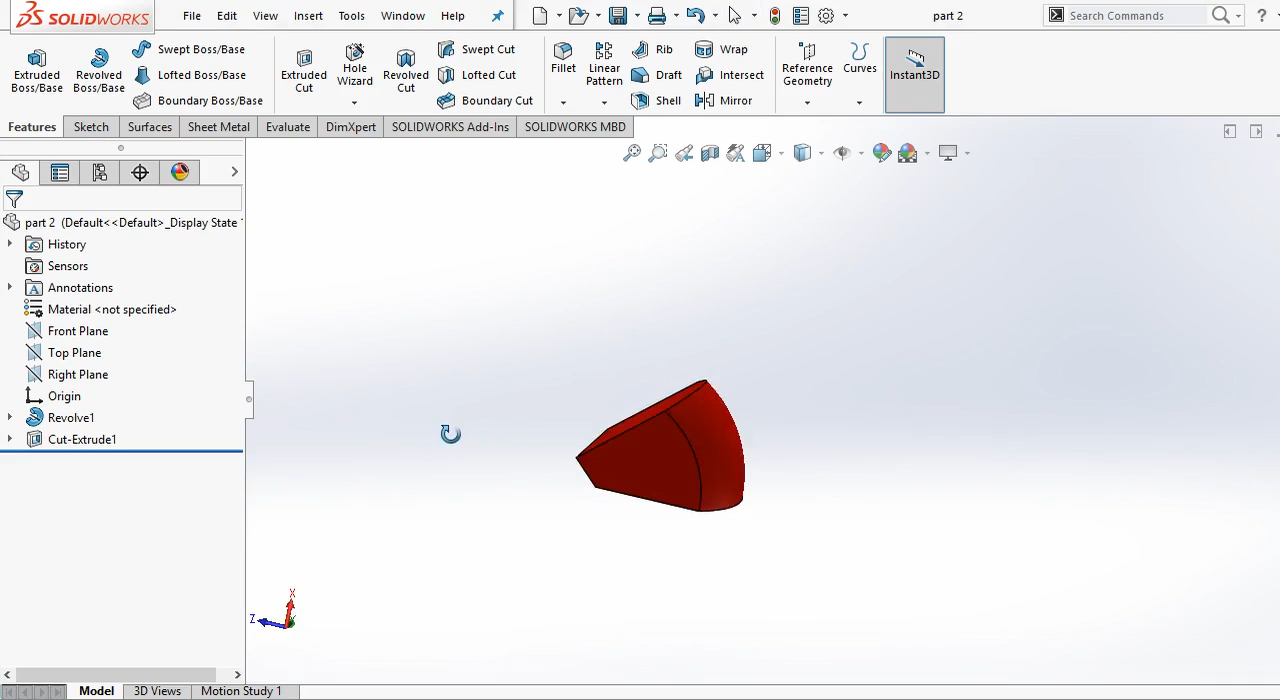 SOLIDWORKS File Edit View Insert Tools Window Help part 2 Search Commands ?
Extruded Boss/Base
Revolved Boss/Base
Swept Boss/Base
Lofted Boss/Base
Boundary Boss/Base
Extruded Cut
Hole Wizard
Revolved Cut
Swept Cut
Lofted Cut
Boundary Cut
Fillet
Linear Pattern
Rib
Draft
Shell
Wrap
Intersect
Mirror
Reference Geometry
Curves
Instant3D
Features Sketch Surfaces Sheet Metal Evaluate DimXpert SOLIDWORKS Add-Ins SOLIDWORKS MBD
part 2 (Default<<Default>_Display State
History
Sensors
A Annotations
Material <not specified>
Front Plane
Top Plane
Right Plane
Origin
Revolve1
Cut-Extrude1
X
Z
Model 3D Views Motion Study 1